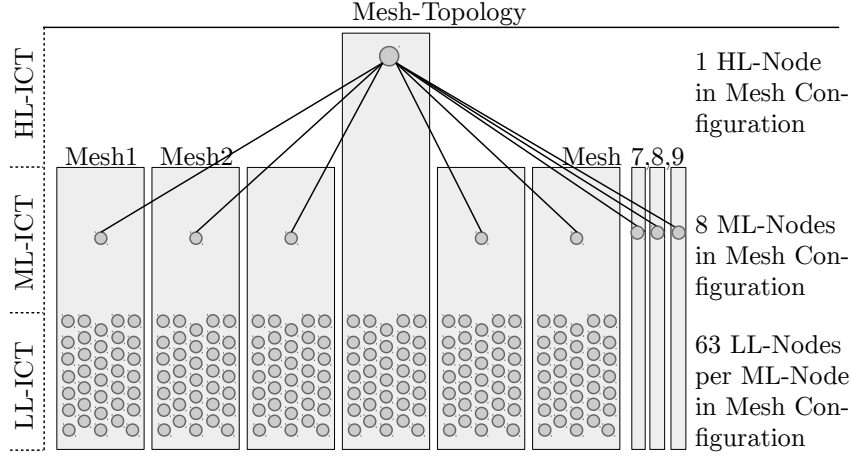 Mesh-Topology
HL-ICT
1 HL-Node
in Mesh Con-
figuration
Mesh1
Mesh2
Mesh 7,8,9
ML-ICT
8 ML-Nodes
in Mesh Con-
figuration
LL-ICT
63 LL-Nodes
per ML-Node
in Mesh Con-
figuration